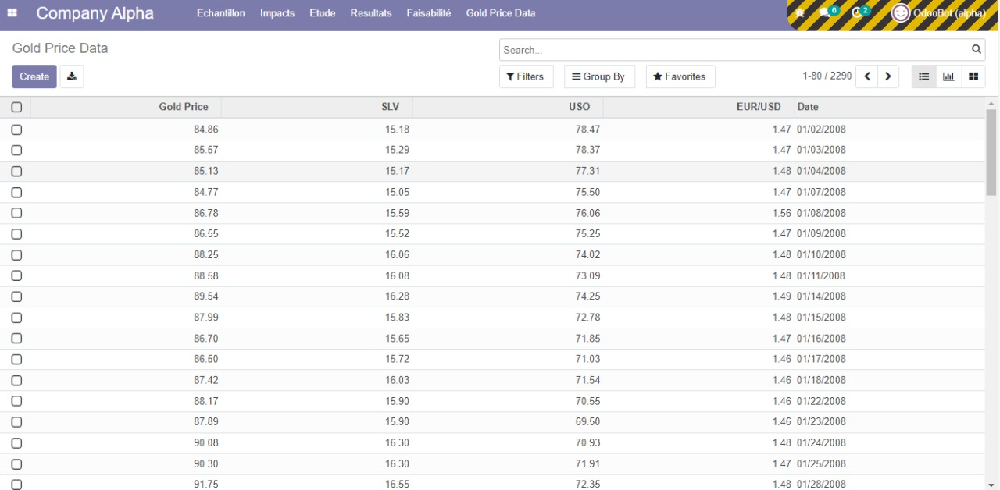 Company Alpha Echantillon Impacts Etude Resultats Faisabilité Gold Price Data 6 2 OdooBot (alpha)
Gold Price Data Search...
Create Filters Group By Favorites 1-80 / 2290
Gold Price SLV USO EUR/USD Date
84.86 15.18 78.47 1.47 01/02/2008
85.57 15.29 78.37 1.47 01/03/2008
85.13 15.17 77.31 1.48 01/04/2008
84.77 15.05 75.50 1.47 01/07/2008
86.78 15.59 76.06 1.56 01/08/2008
86.55 15.52 75.25 1.47 01/09/2008
88.25 16.06 74.02 1.48 01/10/2008
88.58 16.08 73.09 1.48 01/11/2008
89.54 16.28 74.25 1.49 01/14/2008
87.99 15.83 72.78 1.48 01/15/2008
86.70 15.65 71.85 1.47 01/16/2008
86.50 15.72 71.03 1.46 01/17/2008
87.42 16.03 71.54 1.46 01/18/2008
88.17 15.90 70.55 1.46 01/22/2008
87.89 15.90 69.50 1.46 01/23/2008
90.08 16.30 70.93 1.48 01/24/2008
90.30 16.30 71.91 1.47 01/25/2008
91.75 16.55 72.35 1.48 01/28/2008